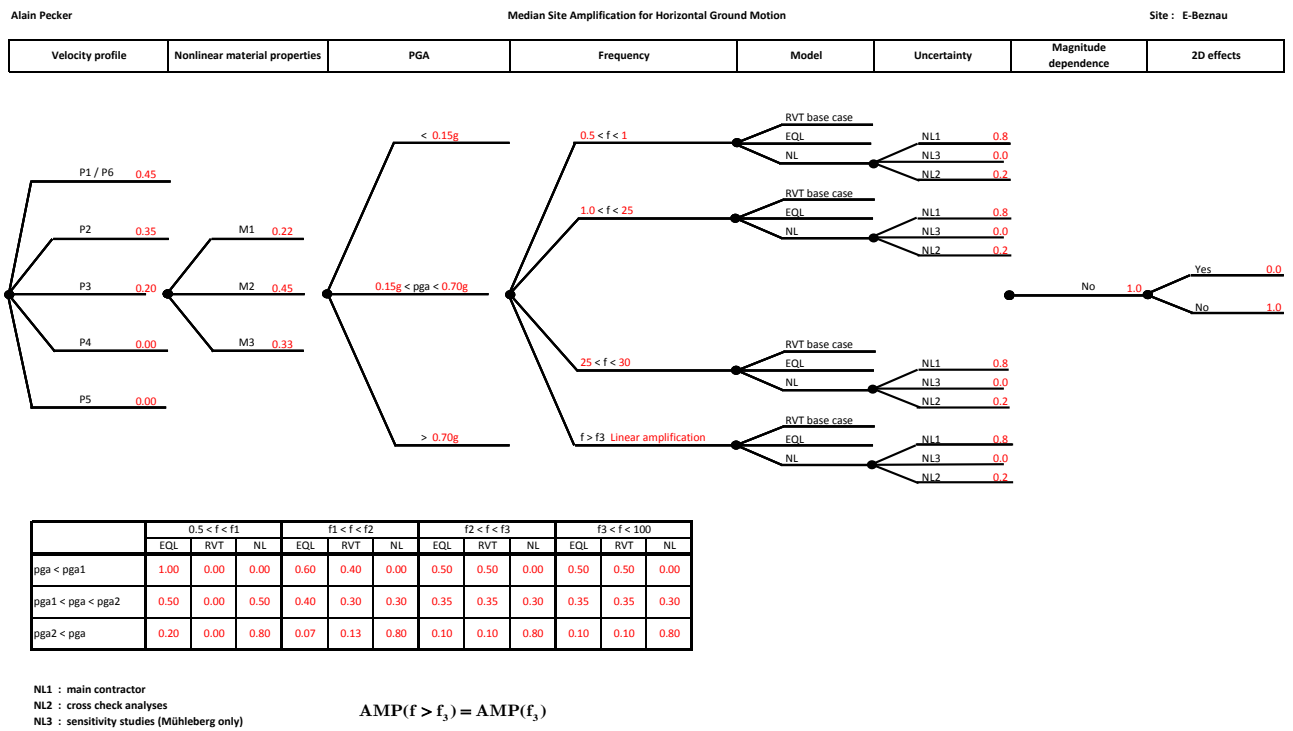 Alain Pecker Median Site Amplification for Horizontal Ground Motion Site : E-Beznau
Velocity profile Nonlinear material properties PGA Frequency Model Uncertainty Magnitude dependence 2D effects
P1 / P6 0.45
P2 0.35
P3 0.20
P4 0.00
P5 0.00
M1 0.22
M2 0.45
M3 0.33
< 0.15g
0.15g < pga < 0.70g
> 0.70g
0.5 < f < 1
RVT base case
EQL
NL
NL1 0.8
NL3 0.0
NL2 0.2
1.0 < f < 25
RVT base case
EQL
NL
NL1 0.8
NL3 0.0
NL2 0.2
25 < f < 30
RVT base case
EQL
NL
NL1 0.8
NL3 0.0
NL2 0.2
f > f3 Linear amplification
RVT base case
EQL
NL
NL1 0.8
NL3 0.0
NL2 0.2
No 1.0
Yes 0.0
No 1.0
0.5 < f < f1 f1 < f < f2 f2 < f < f3 f3 < f < 100
EQL RVT NL EQL RVT NL EQL RVT NL EQL RVT NL
pga < pga1 1.00 0.00 0.00 0.60 0.40 0.00 0.50 0.50 0.00 0.50 0.50 0.00
pga1 < pga < pga2 0.50 0.00 0.50 0.40 0.30 0.30 0.35 0.35 0.30 0.35 0.35 0.30
pga2 < pga 0.20 0.00 0.80 0.07 0.13 0.80 0.10 0.10 0.80 0.10 0.10 0.80
NL1 : main contractor
NL2 : cross check analyses
NL3 : sensitivity studies (Mühleberg only)
AMP(f > f₃) = AMP(f₃)